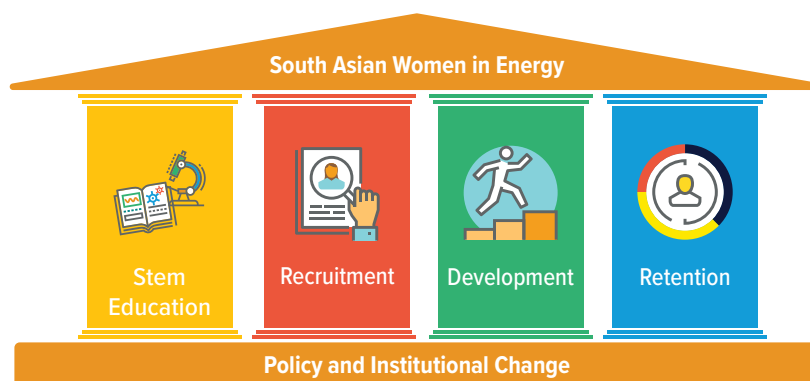 South Asian Women in Energy
Stem
Education
Recruitment
Development
Retention
Policy and Institutional Change